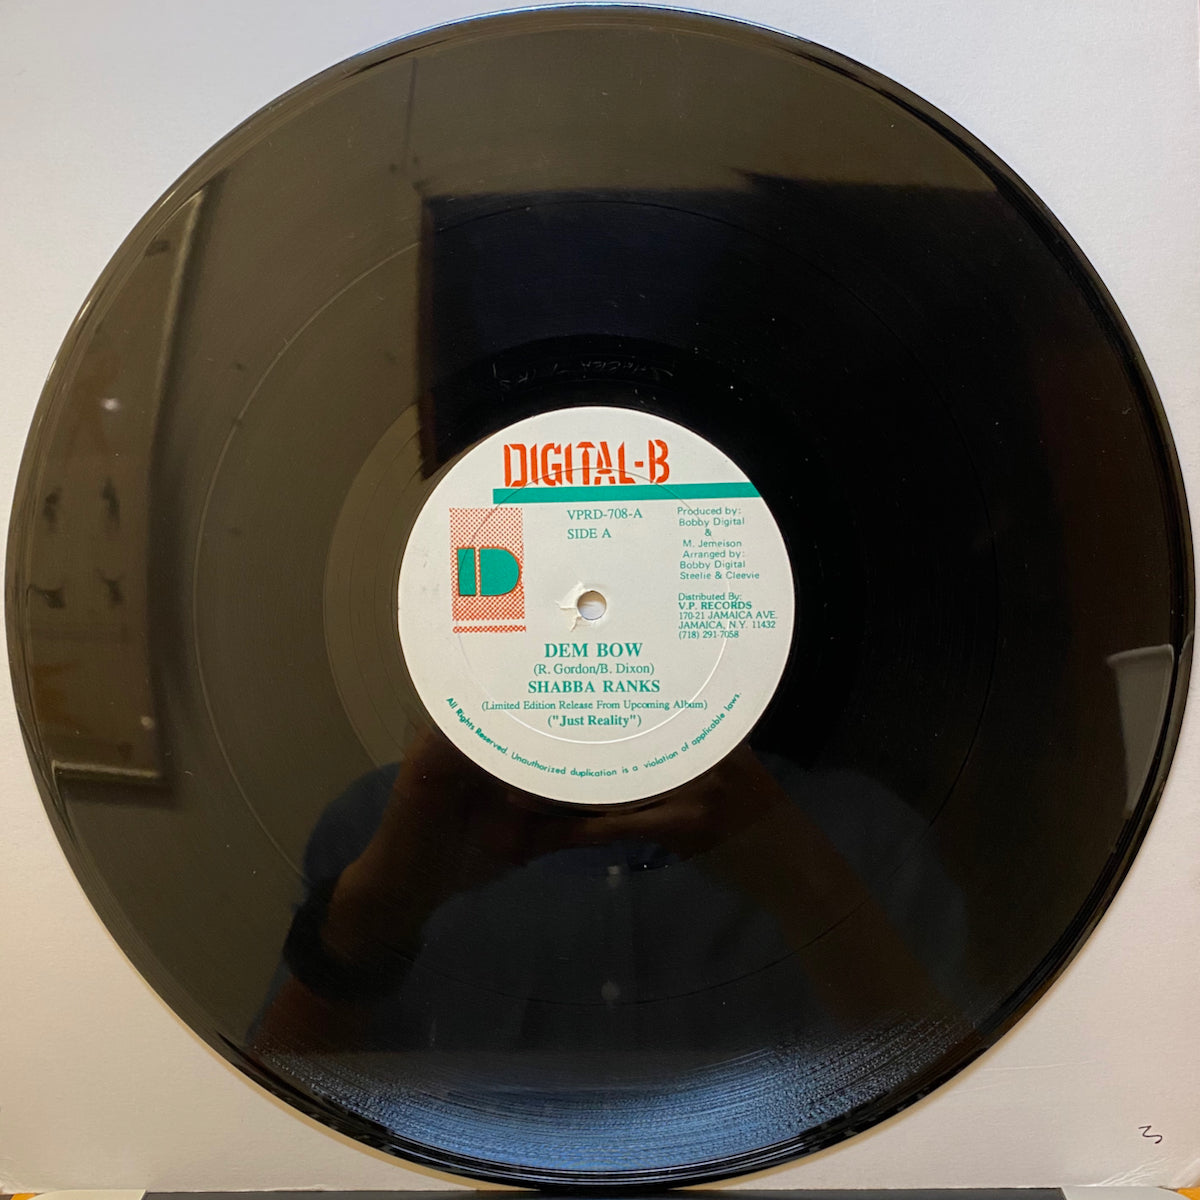 DIGITAL-B
VPRD-708-A
SIDE A
Produced by:
Bobby Digital
&
M. Jemeison
Arranged by:
Bobby Digital
Steelie & Cleevie
Distributed By:
V.P. RECORDS
170-21 JAMAICA AVE.
JAMAICA, N.Y. 11432
(718) 291-7058
D
DEM BOW
(R. Gordon/B. Dixon)
SHABBA RANKS
(Limited Edition Release From Upcoming Album)
("Just Reality")
All Rights Reserved. Unauthorized duplication is a violation of applicable laws.
3